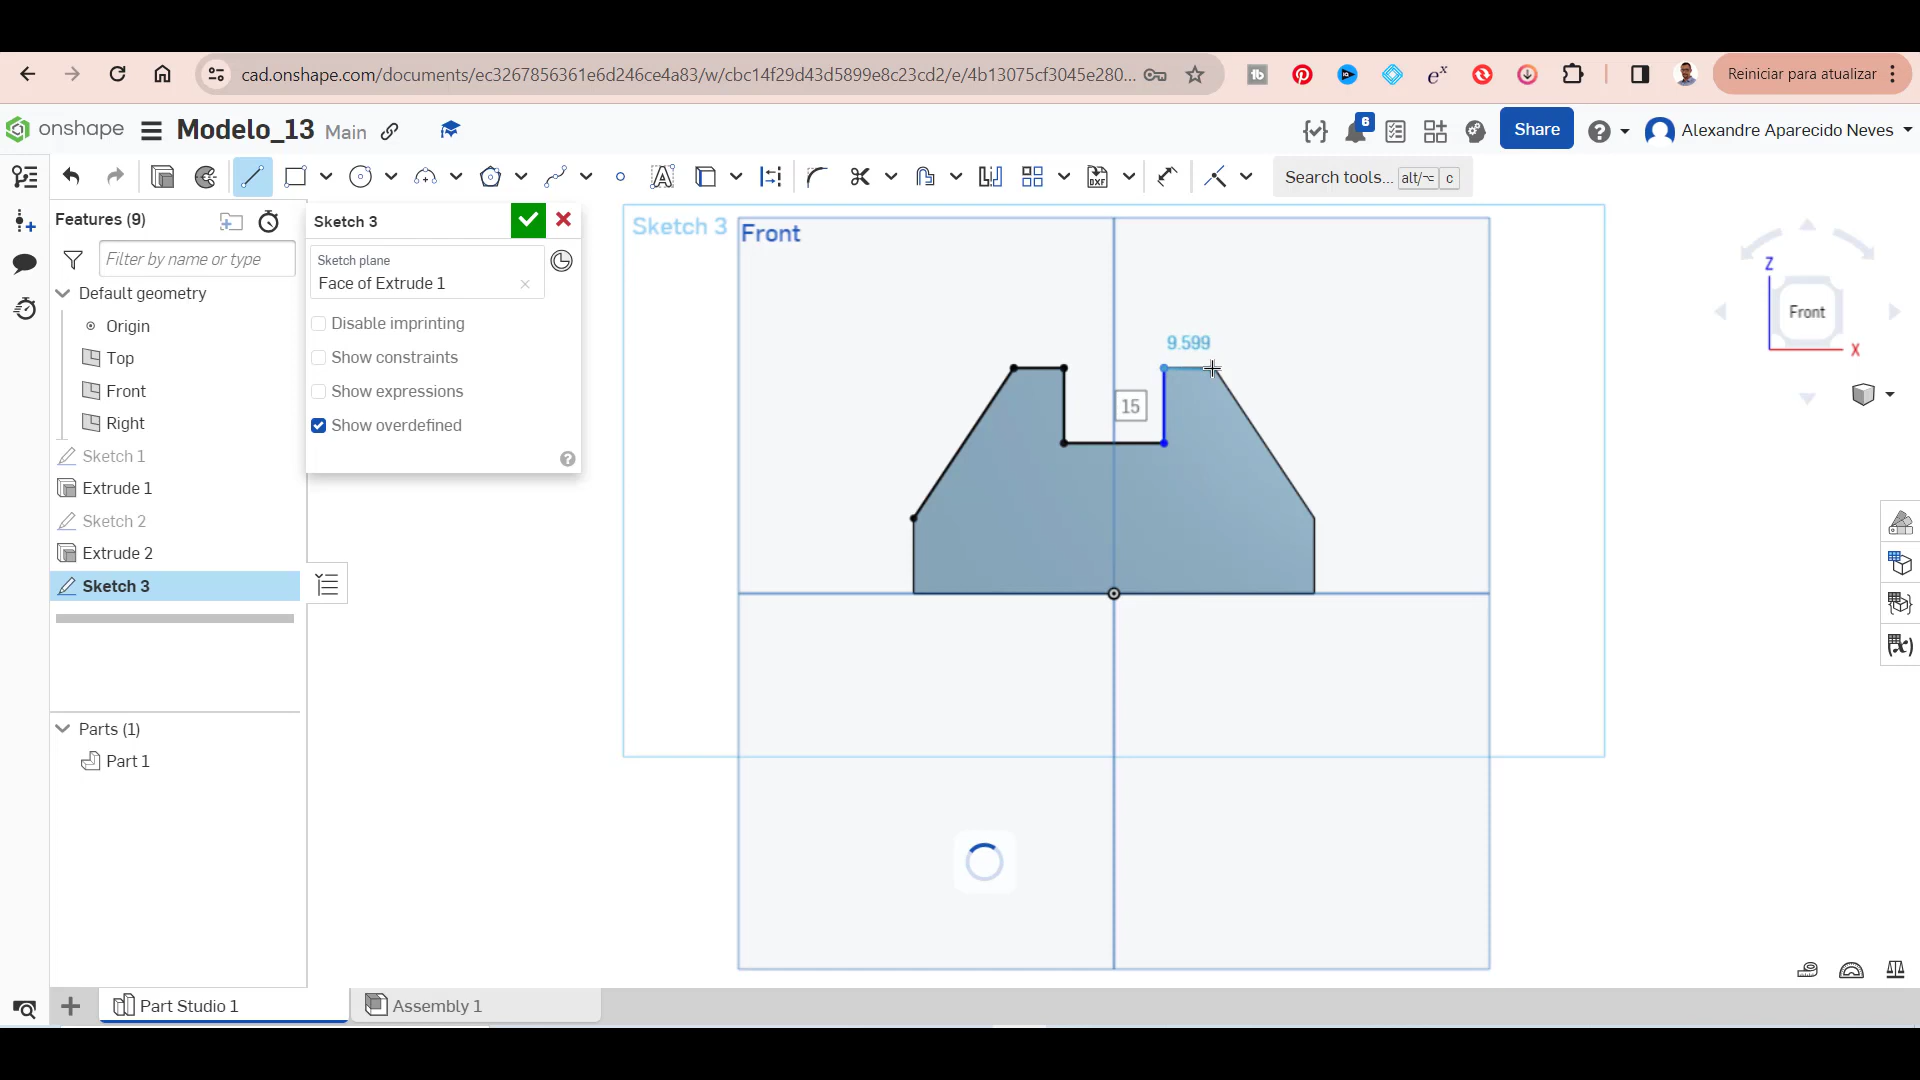 cad.onshape.com/documents/ec3267856361e6d246ce4a83/w/cbc14f29d43d5899e8c23cd2/e/4b13075cf3045e280...
Reiniciar para atualizar
onshape
Modelo_13
Main
6
Share
Alexandre Aparecido Neves
Search tools... alt/⌥ c
Features (9)
Filter by name or type
Default geometry
Origin
Top
Front
Right
Sketch 1
Extrude 1
Sketch 2
Extrude 2
Sketch 3
Parts (1)
Part 1
Sketch 3
Sketch plane
Face of Extrude 1
Disable imprinting
Show constraints
Show expressions
Show overdefined
Sketch 3
Front
9.599
15
Z
Front
X
Part Studio 1
Assembly 1